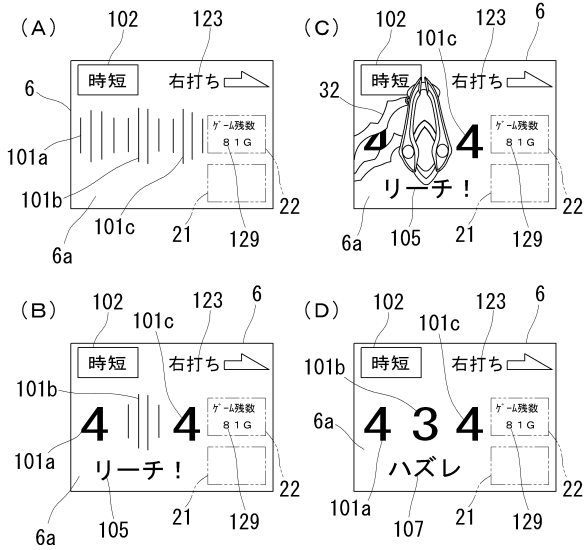 (A)
102
123
時短
右打ち
6
ゲーム残数
81G
101a
101b
101c
6a
21
129
22
(C)
102
101c
123
6
時短
右打ち
32
4
4
ゲーム残数
81G
リーチ！
6a
105
21
129
22
(B)
102
101c
123
6
時短
右打ち
101b
4
4
ゲーム残数
81G
101a
リーチ！
6a
105
21
129
22
(D)
102
101c
123
6
時短
右打ち
101b
6a
4 3 4
ゲーム残数
81G
ハズレ
101a
107
21
129
22